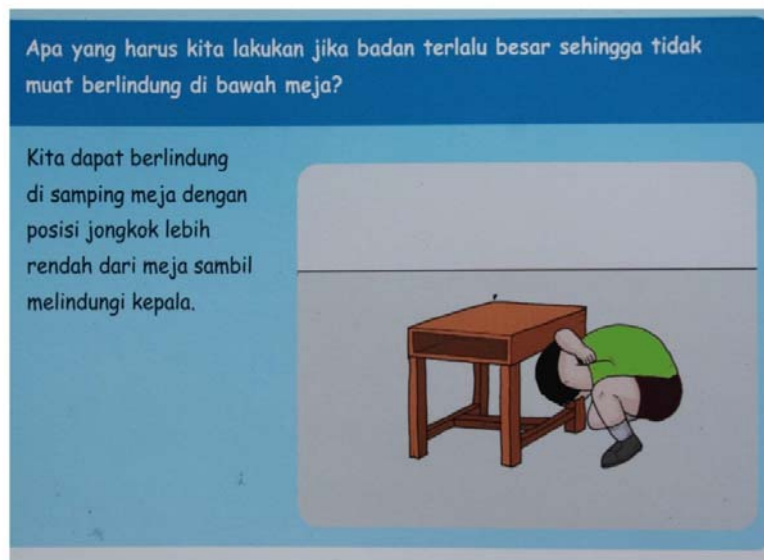 Apa yang harus kita lakukan jika badan terlalu besar sehingga tidak
muat berlindung di bawah meja?
Kita dapat berlindung
di samping meja dengan
posisi jongkok lebih
rendah dari meja sambil
melindungi kepala.